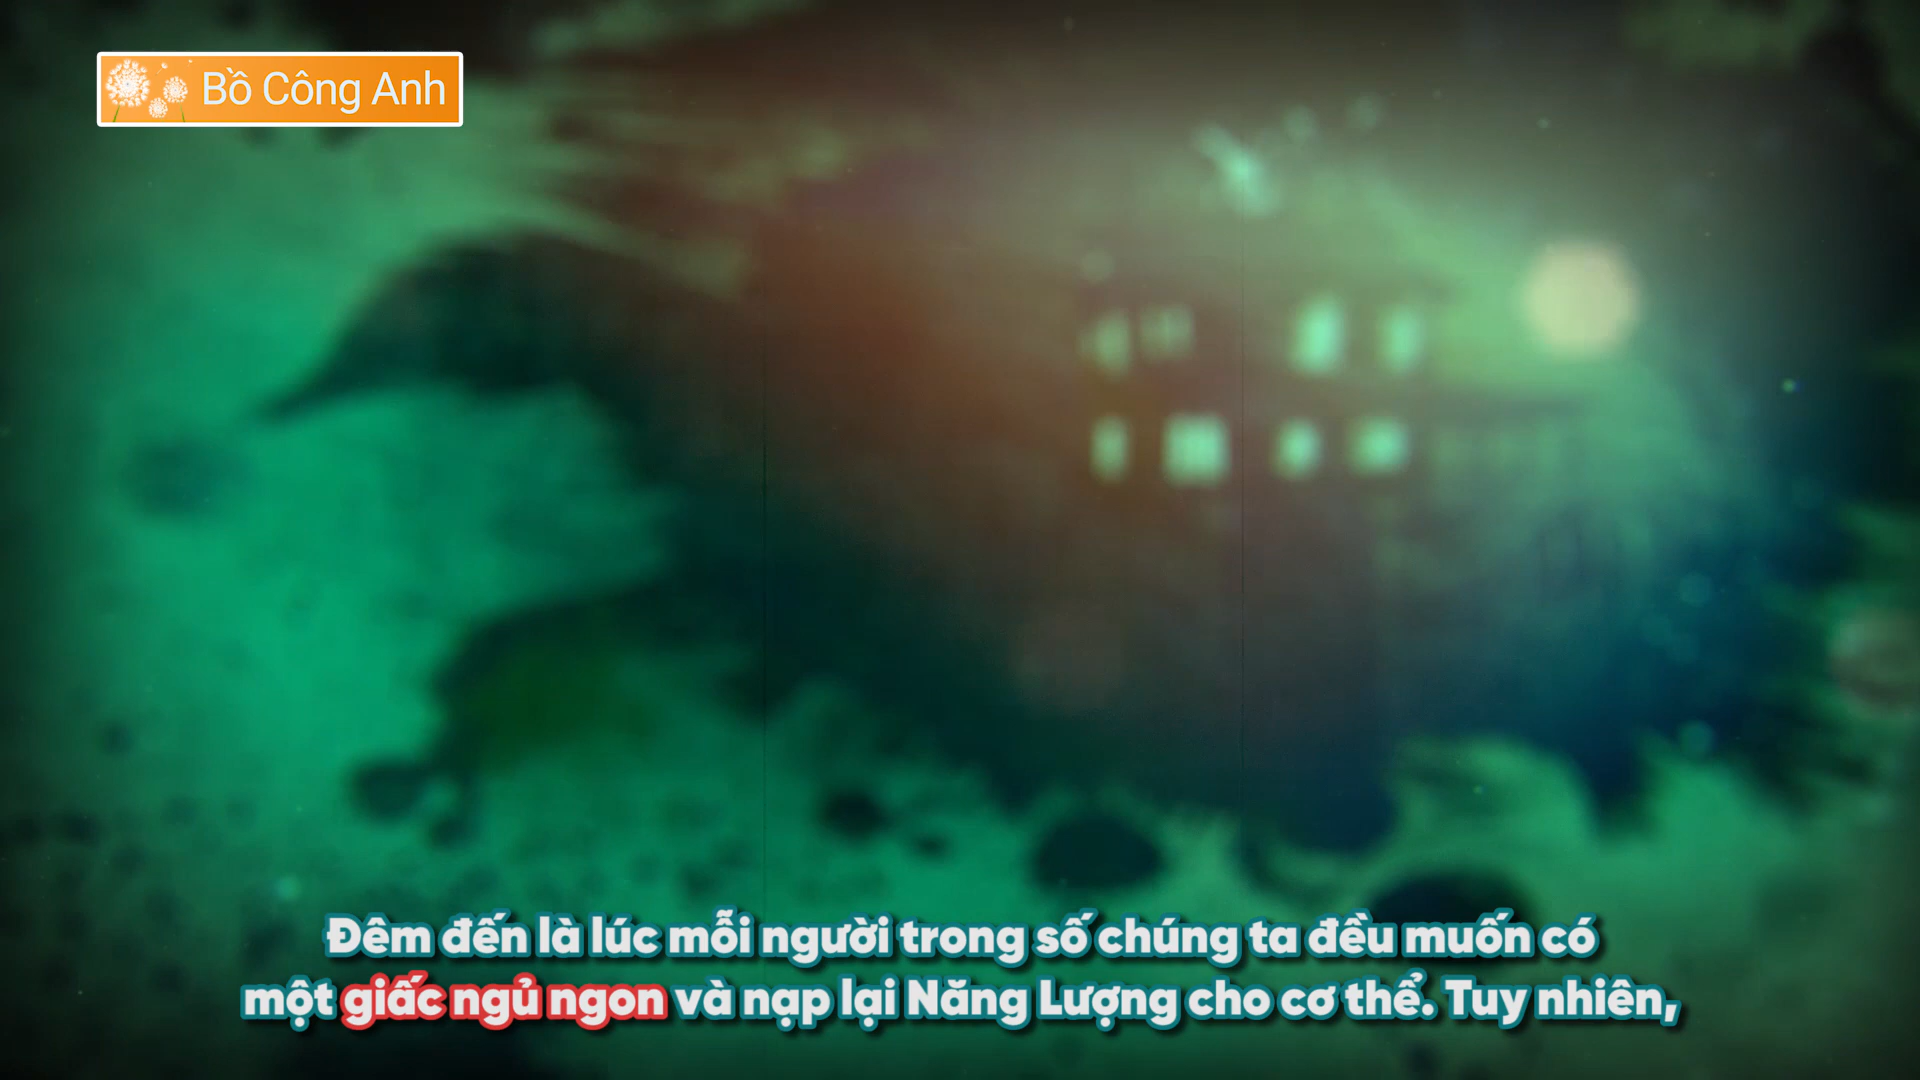 Bồ Công Anh
Đêm đến là lúc mỗi người trong số chúng ta đều muốn có
một giấc ngủ ngon và nạp lại Năng Lượng cho cơ thể. Tuy nhiên,